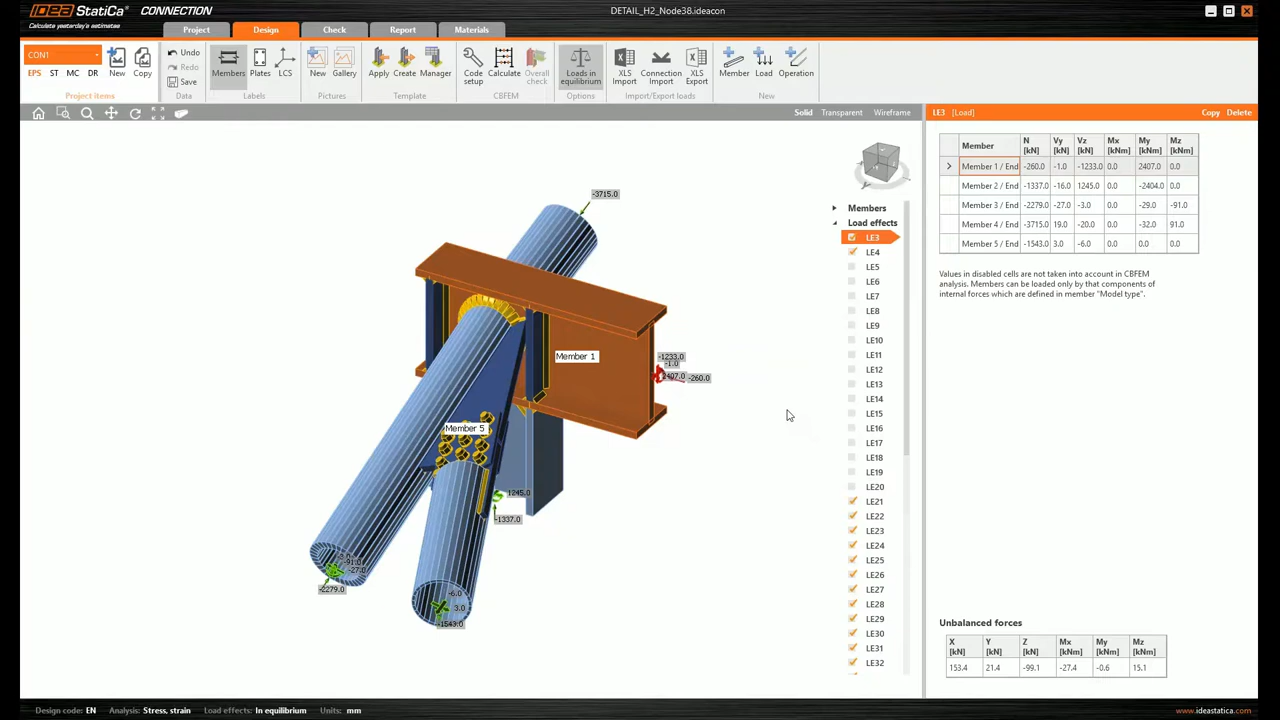 IDEA StatiCa CONNECTION
Calculate yesterday's estimates
DETAIL_H2_Node38.ideacon
Project Design Check Report Materials
CON1
EPS ST MC DR
New Copy
Project items
Undo
Redo
Save
Data
Members Plates LCS
Labels
New Gallery
Pictures
Apply Create Manager
Template
Code setup Calculate Overall check
CBFEM
Loads in equilibrium
Options
XLS Import Connection Import XLS Export
Import/Export loads
Member Load Operation
New
Solid Transparent Wireframe
LE3 [Load] Copy Delete
Member N [kN] Vy [kN] Vz [kN] Mx [kNm] My [kNm] Mz [kNm]
Member 1 / End -260.0 -1.0 -1233.0 0.0 2407.0 0.0
Member 2 / End -1337.0 -16.0 1245.0 0.0 -2404.0 0.0
Member 3 / End -2279.0 -27.0 -3.0 0.0 -29.0 -91.0
Member 4 / End -3715.0 19.0 -20.0 0.0 -32.0 91.0
Member 5 / End -1543.0 3.0 -6.0 0.0 0.0 0.0
Values in disabled cells are not taken into account in CBFEM
analysis. Members can be loaded only by that components of
internal forces which are defined in member "Model type".
Members
Load effects
LE3
LE4
LE5
LE6
LE7
LE8
LE9
LE10
LE11
LE12
LE13
LE14
LE15
LE16
LE17
LE18
LE19
LE20
LE21
LE22
LE23
LE24
LE25
LE26
LE27
LE28
LE29
LE30
LE31
LE32
-3715.0
Member 1
-1233.0
-1.0
2407.0 -260.0
Member 5
1245.0
-1337.0
-91.0
-27.0
-2279.0
-6.0
3.0
-1543.0
Unbalanced forces
X [kN] Y [kN] Z [kN] Mx [kNm] My [kNm] Mz [kNm]
153.4 21.4 -99.1 -27.4 -0.6 15.1
Design code: EN Analysis: Stress, strain Load effects: In equilibrium Units: mm
www.ideastatica.com